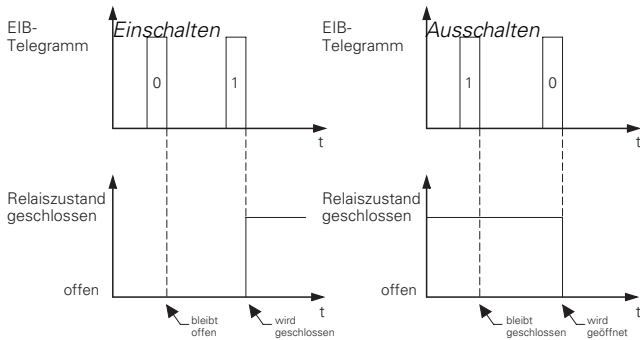 EIB-
Telegramm
Einschalten
0
1
t
Relaiszustand
geschlossen
offen
t
bleibt
offen
wird
geschlossen
EIB-
Telegramm
Ausschalten
1
0
t
Relaiszustand
geschlossen
offen
t
bleibt
geschlossen
wird
geöffnet